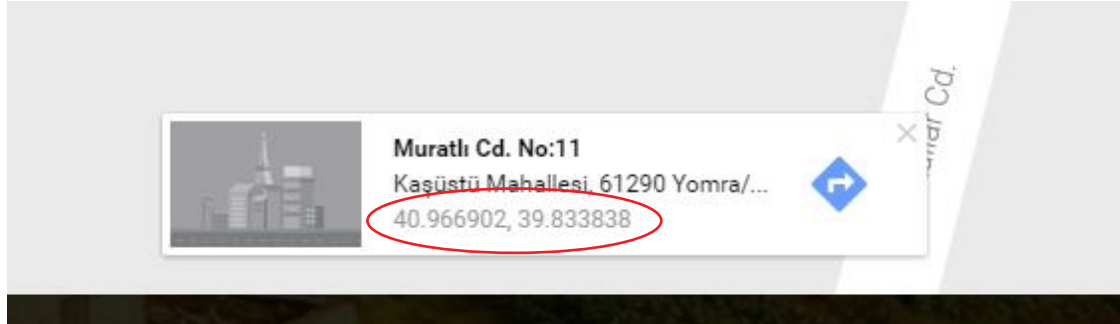 Muratlı Cd. No:11
Kaşüstü Mahallesi, 61290 Yomra/...
40.966902, 39.833838
Cd.